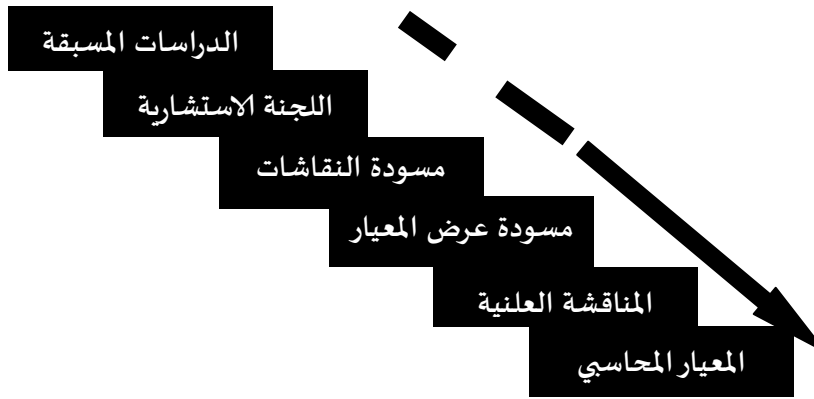 الدراسات المسبقة
اللجنة الاستشارية
مسودة النقاشات
مسودة عرض المعيار
المناقشة العلنية
المعيار المحاسبي